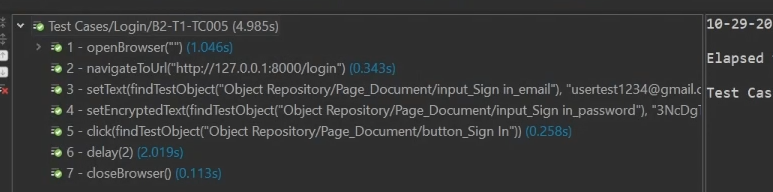 Test Cases/Login/B2-T1-TC005 (4.985s)
1 - openBrowser("") (1.046s)
2 - navigateToUrl("http://127.0.0.1:8000/login") (0.343s)
3 - setText(findTestObject("Object Repository/Page_Document/input_Sign in_email"), "usertest1234@gmail.c
4 - setEncryptedText(findTestObject("Object Repository/Page_Document/input_Sign in_password"), "3NcDg
5 - click(findTestObject("Object Repository/Page_Document/button_Sign In")) (0.258s)
6 - delay(2) (2.019s)
7 - closeBrowser() (0.113s)
10-29-20
Elapsed
Test Cas